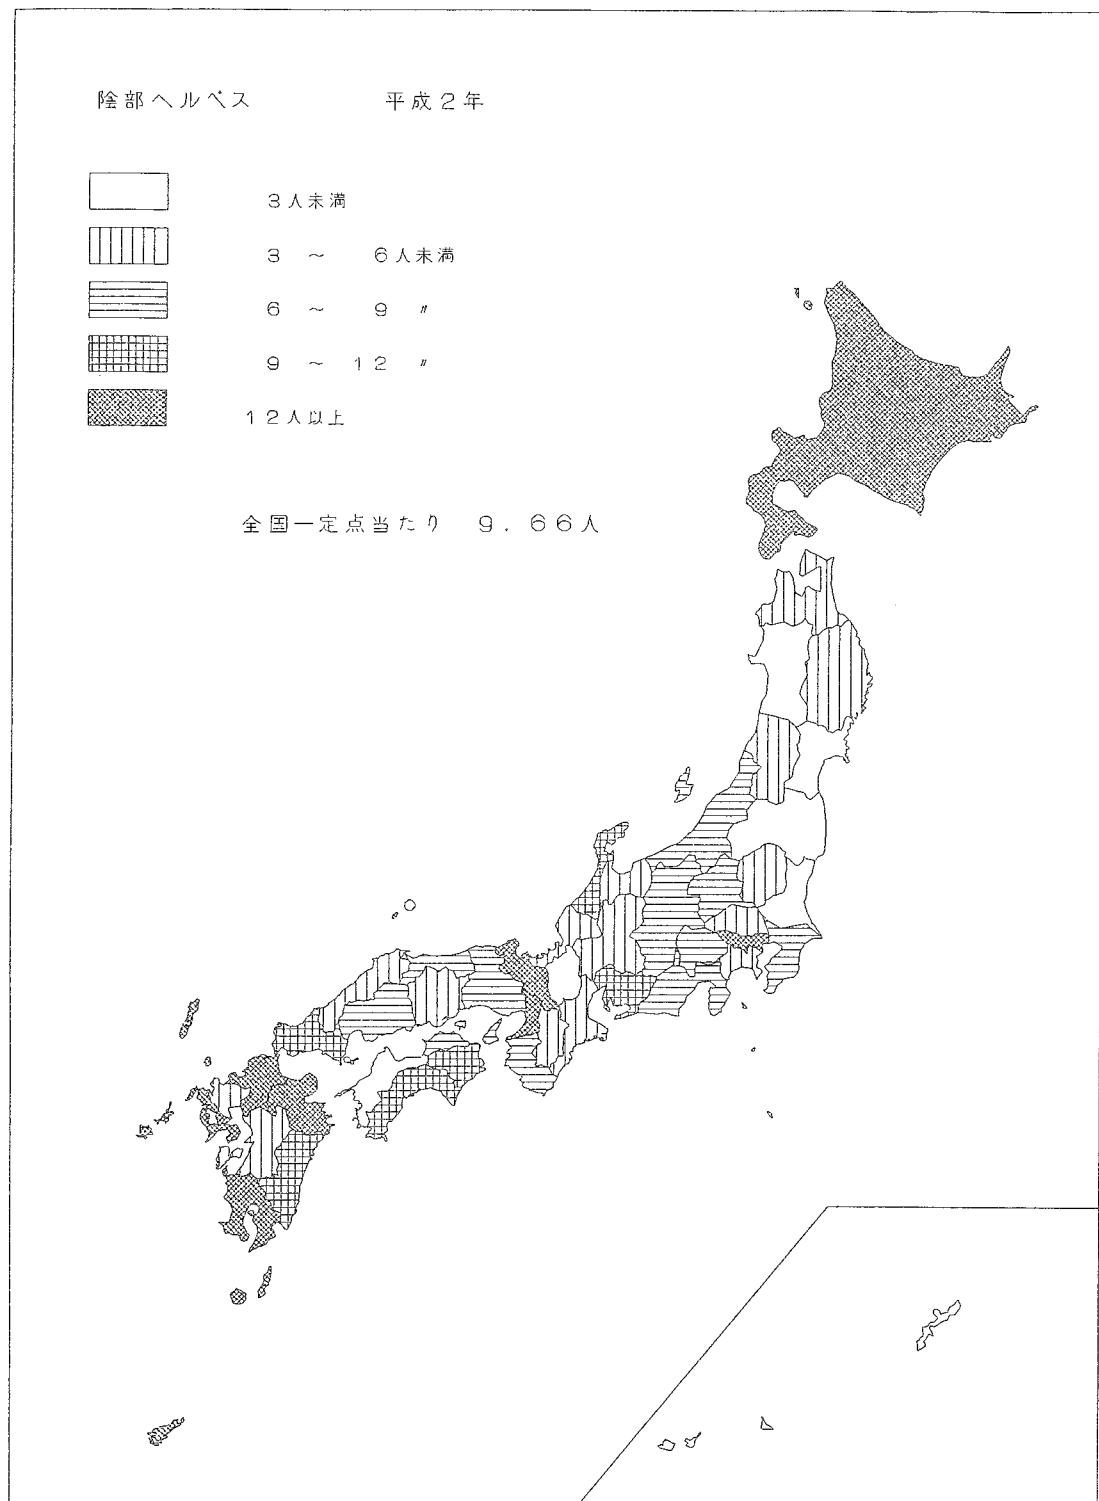 陰部ヘルペス 平成2年
3人未満
3 ～ 6人未満
6 ～ 9 〃
9 ～ 12 〃
12人以上
全国一定点当たり 9.66人